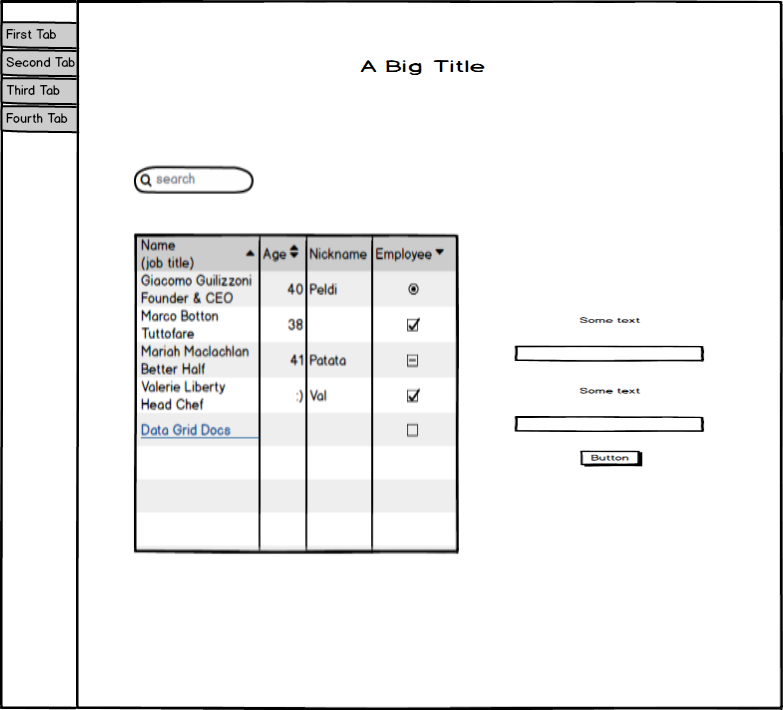 First Tab
Second Tab
Third Tab
Fourth Tab
A Big Title
search
Name
(job title)
Age
Nickname
Employee
Giacomo Guilizzoni
Founder & CEO
40
Peldi
Marco Botton
Tuttofare
38
Mariah Maclachlan
Better Half
41
Patata
Valerie Liberty
Head Chef
:)
Val
Data Grid Docs
Some text
Some text
Button